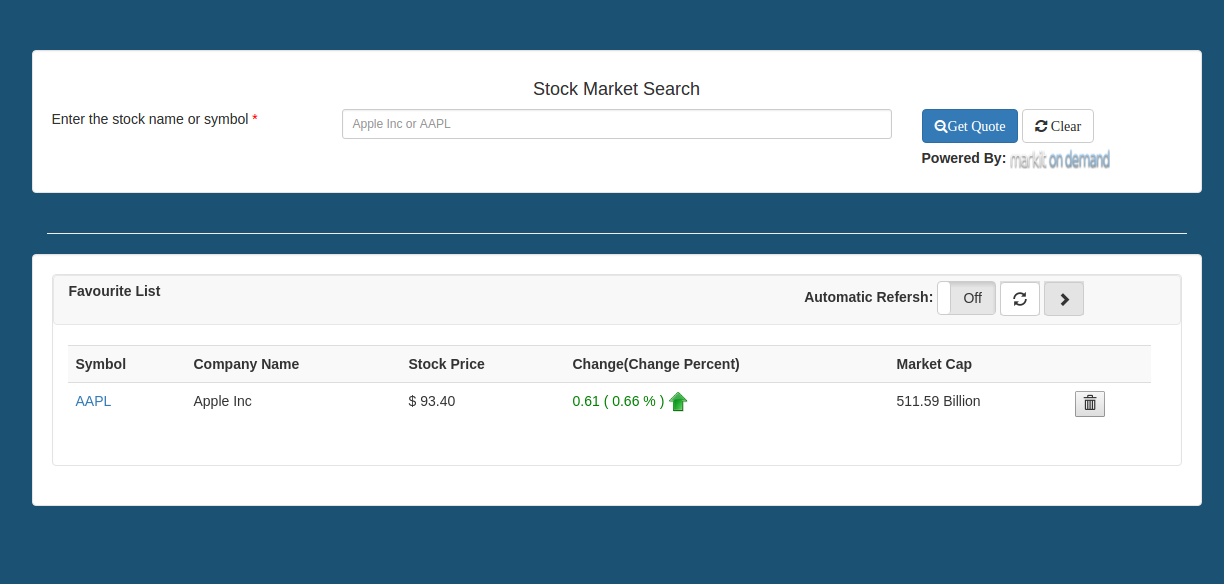 Stock Market Search
Enter the stock name or symbol *
Apple Inc or AAPL
Get Quote
Clear
Powered By: markit on demand
Favourite List
Automatic Refersh:
Off
Symbol Company Name Stock Price Change(Change Percent) Market Cap
AAPL Apple Inc $ 93.40 0.61 ( 0.66 % ) 511.59 Billion